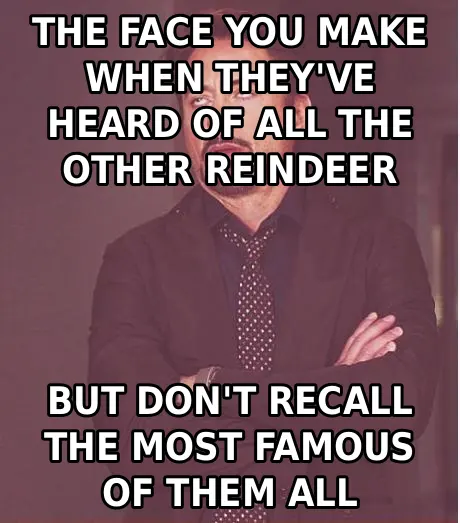 THE FACE YOU MAKE
WHEN THEY'VE
HEARD OF ALL THE
OTHER REINDEER
BUT DON'T RECALL
THE MOST FAMOUS
OF THEM ALL